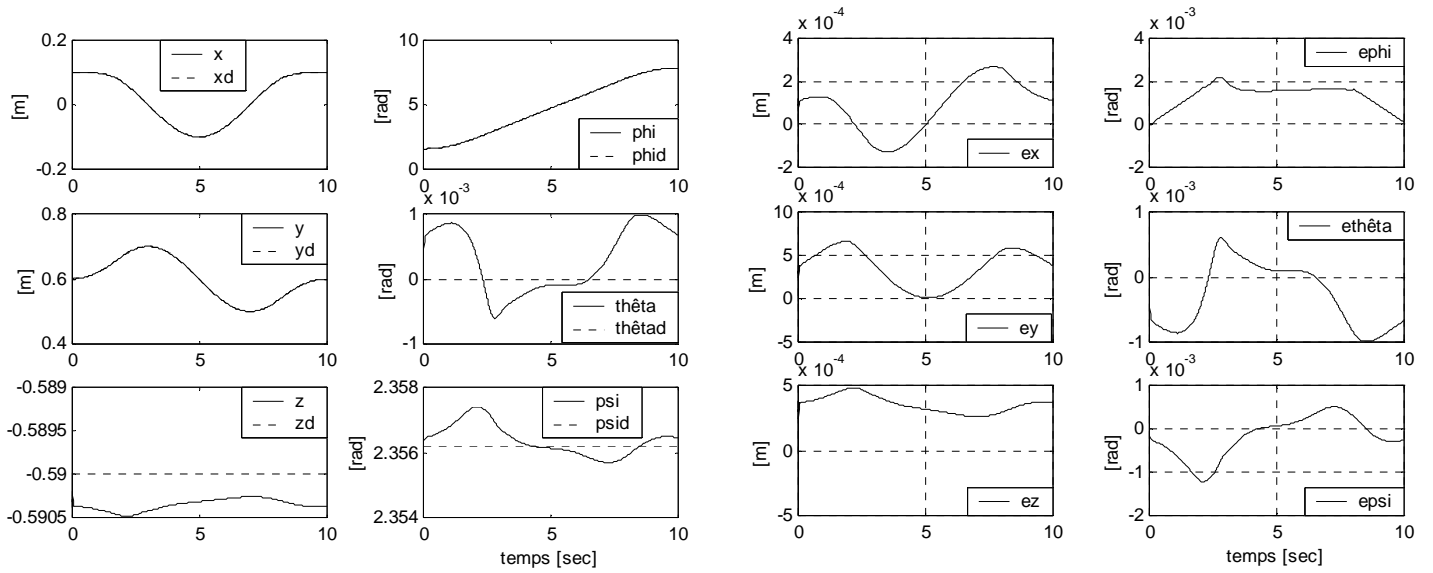 0.2
0
-0.2
[m]
x
xd
0
5
10
10
5
0
[rad]
phi
phid
0
5
10
x 10⁻⁴
4
2
0
-2
[m]
ex
0
5
10
x 10⁻³
4
2
0
-2
[rad]
ephi
0
5
10
0.8
0.6
0.4
[m]
y
yd
0
5
10
x 10⁻³
1
0
-1
[rad]
thêta
thêtad
0
5
10
x 10⁻⁴
10
5
0
-5
[m]
ey
0
5
10
x 10⁻³
1
0
-1
[rad]
ethêta
0
5
10
-0.589
-0.5895
-0.59
-0.5905
z
zd
0
5
10
2.358
2.356
2.354
[rad]
psi
psid
0
5
10
temps [sec]
x 10⁻⁴
5
0
-5
[m]
ez
0
5
10
x 10⁻³
1
0
-1
-2
[rad]
epsi
0
5
10
temps [sec]